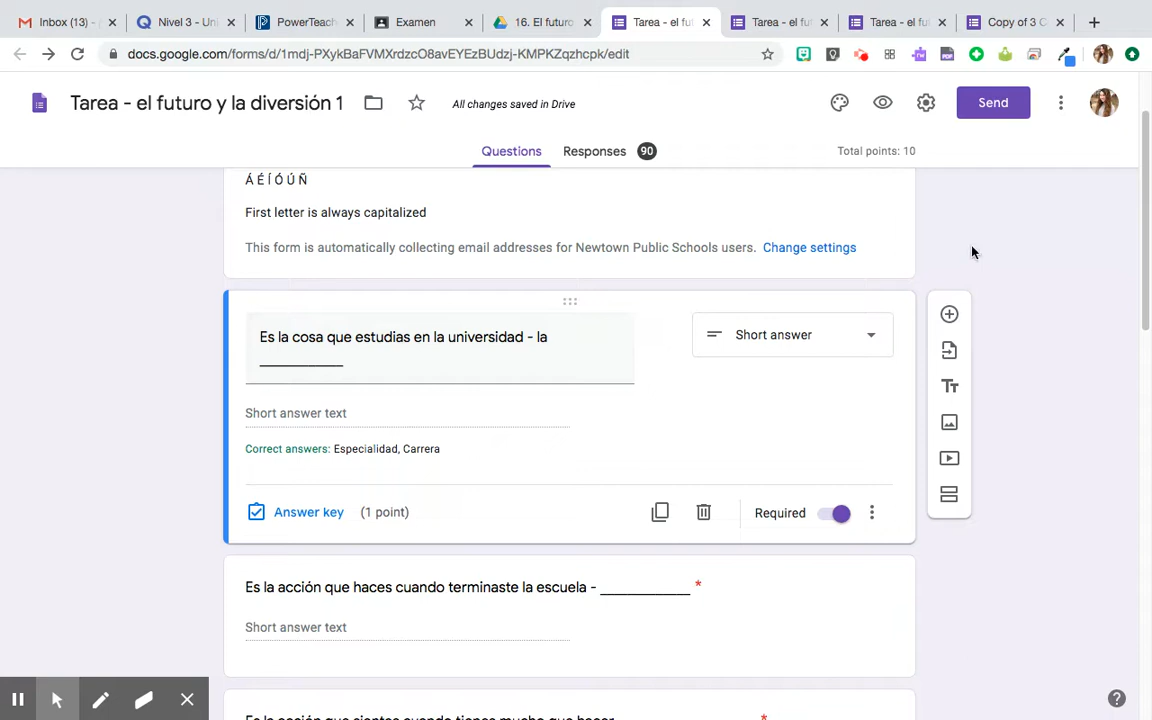 Inbox (13) -
Nivel 3 - Un
PowerTeach
Examen
16. El futuro
Tarea - el fu
Tarea - el fu
Tarea - el fu
Copy of 3 C
docs.google.com/forms/d/1mdj-PXykBaFVMXrdzcO8avEYEzBUdzj-KMPKZqzhcpk/edit
Tarea - el futuro y la diversión 1
All changes saved in Drive
Send
Questions
Responses 90
Total points: 10
Á É Í Ó Ú Ñ
First letter is always capitalized
This form is automatically collecting email addresses for Newtown Public Schools users. Change settings
Es la cosa que estudias en la universidad - la
___________
Short answer
Short answer text
Correct answers: Especialidad, Carrera
Answer key (1 point)
Required
Es la acción que haces cuando terminaste la escuela - ___________ *
Short answer text
Es la acción que sientes cuando tienes mucho que hacer *